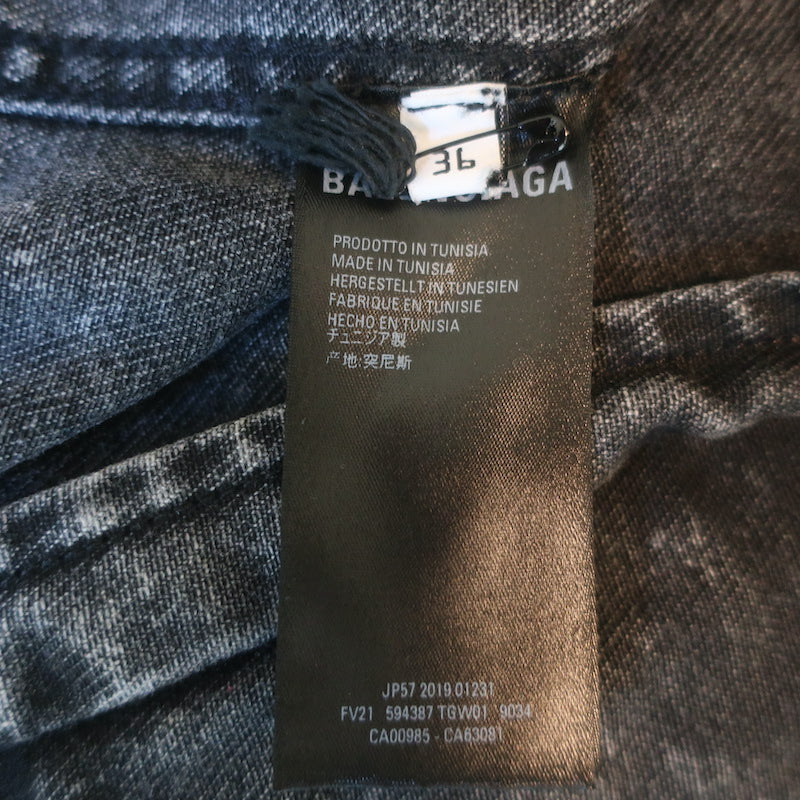 36
BALENCIAGA
PRODOTTO IN TUNISIA
MADE IN TUNISIA
HERGESTELLT IN TUNESIEN
FABRIQUE EN TUNISIE
HECHO EN TUNISIA
チュニジア製
产地:突尼斯
JP57 2019 01231
FV21 594387 TGW01 9034
CA00985 - CA63081